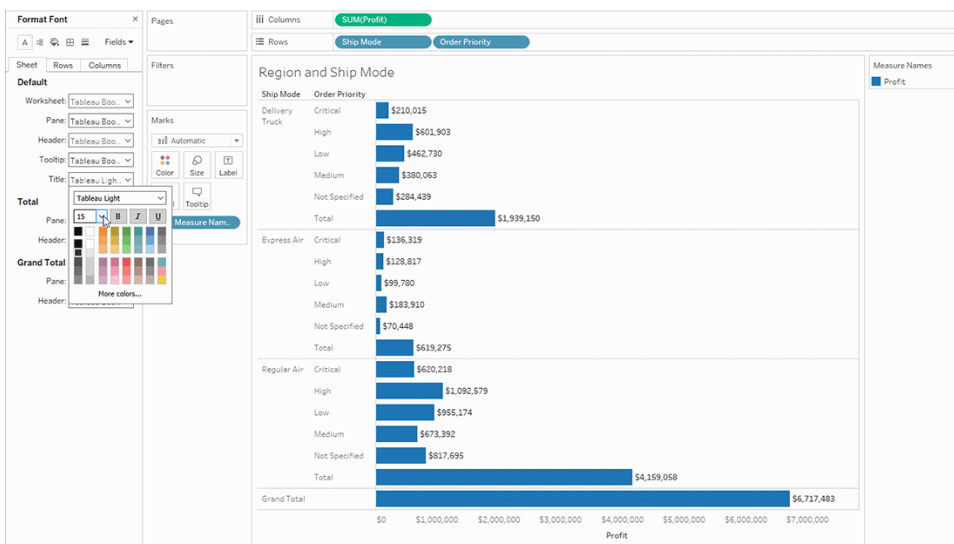 Format Font ×
A Fields
Sheet Rows Columns
Default
Worksheet: Tableau Boo..
Pane: Tableau Boo..
Header: Tableau Boo..
Tooltip: Tableau Boo..
Title: Tableau Ligh..
Tableau Light
15 B I U
More colors...
Total
Pane:
Header:
Grand Total
Pane:
Header:
Pages
Filters
Marks
Automatic
Color Size Label
Tooltip
Measure Nam..
Columns SUM(Profit)
Rows Ship Mode Order Priority
Region and Ship Mode
Ship Mode Order Priority
Delivery Truck
Critical $210,015
High $601,903
Low $462,730
Medium $380,063
Not Specified $284,439
Total $1,939,150
Express Air Critical $136,319
High $128,817
Low $99,780
Medium $183,910
Not Specified $70,448
Total $619,275
Regular Air Critical $620,218
High $1,092,579
Low $955,174
Medium $673,392
Not Specified $817,695
Total $4,159,058
Grand Total $6,717,483
$0 $1,000,000 $2,000,000 $3,000,000 $4,000,000 $5,000,000 $6,000,000 $7,000,000
Profit
Measure Names
Profit